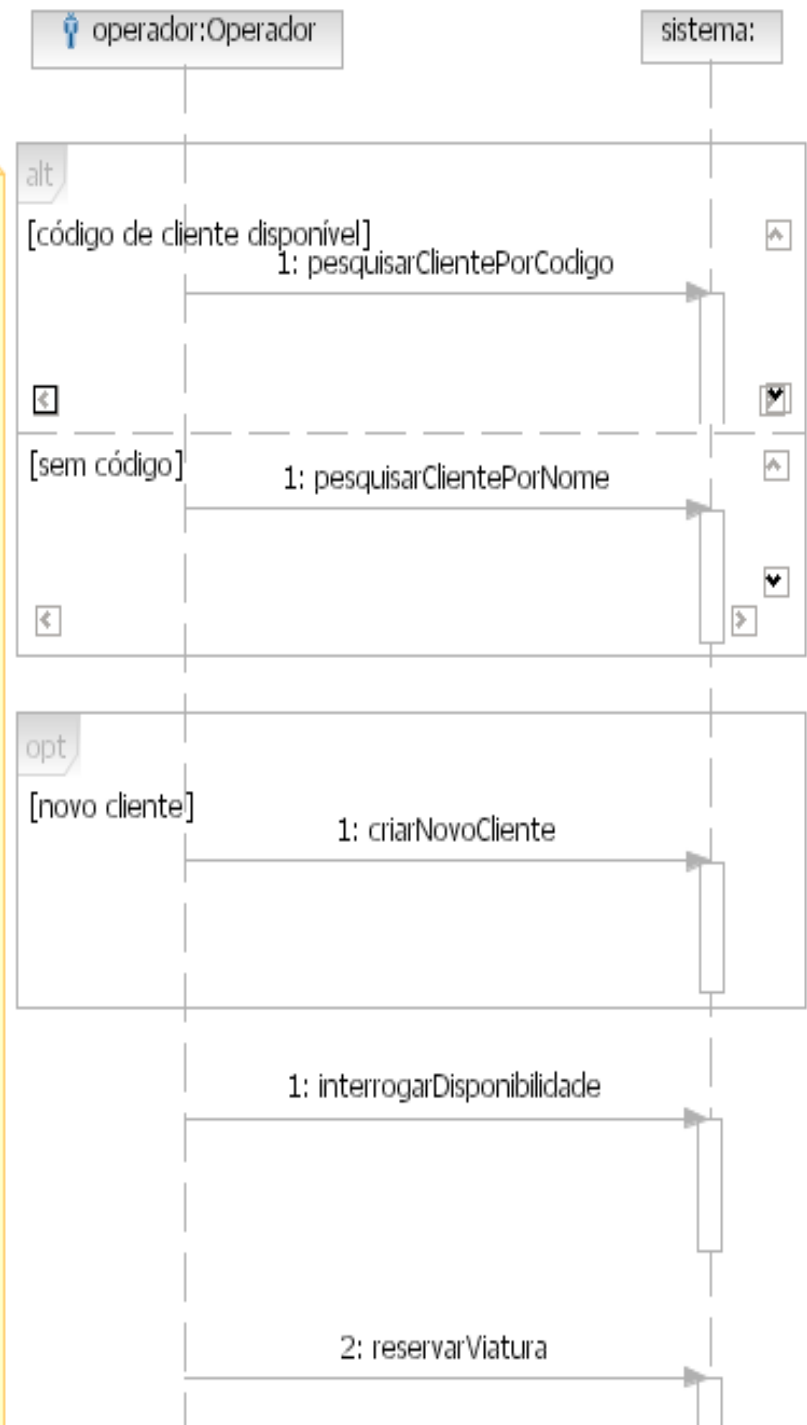 operador:Operador
sistema:
alt
[código de cliente disponível]
1: pesquisarClientePorCodigo
[sem código]
1: pesquisarClientePorNome
opt
[novo cliente]
1: criarNovoCliente
1: interrogarDisponibilidade
2: reservarViatura